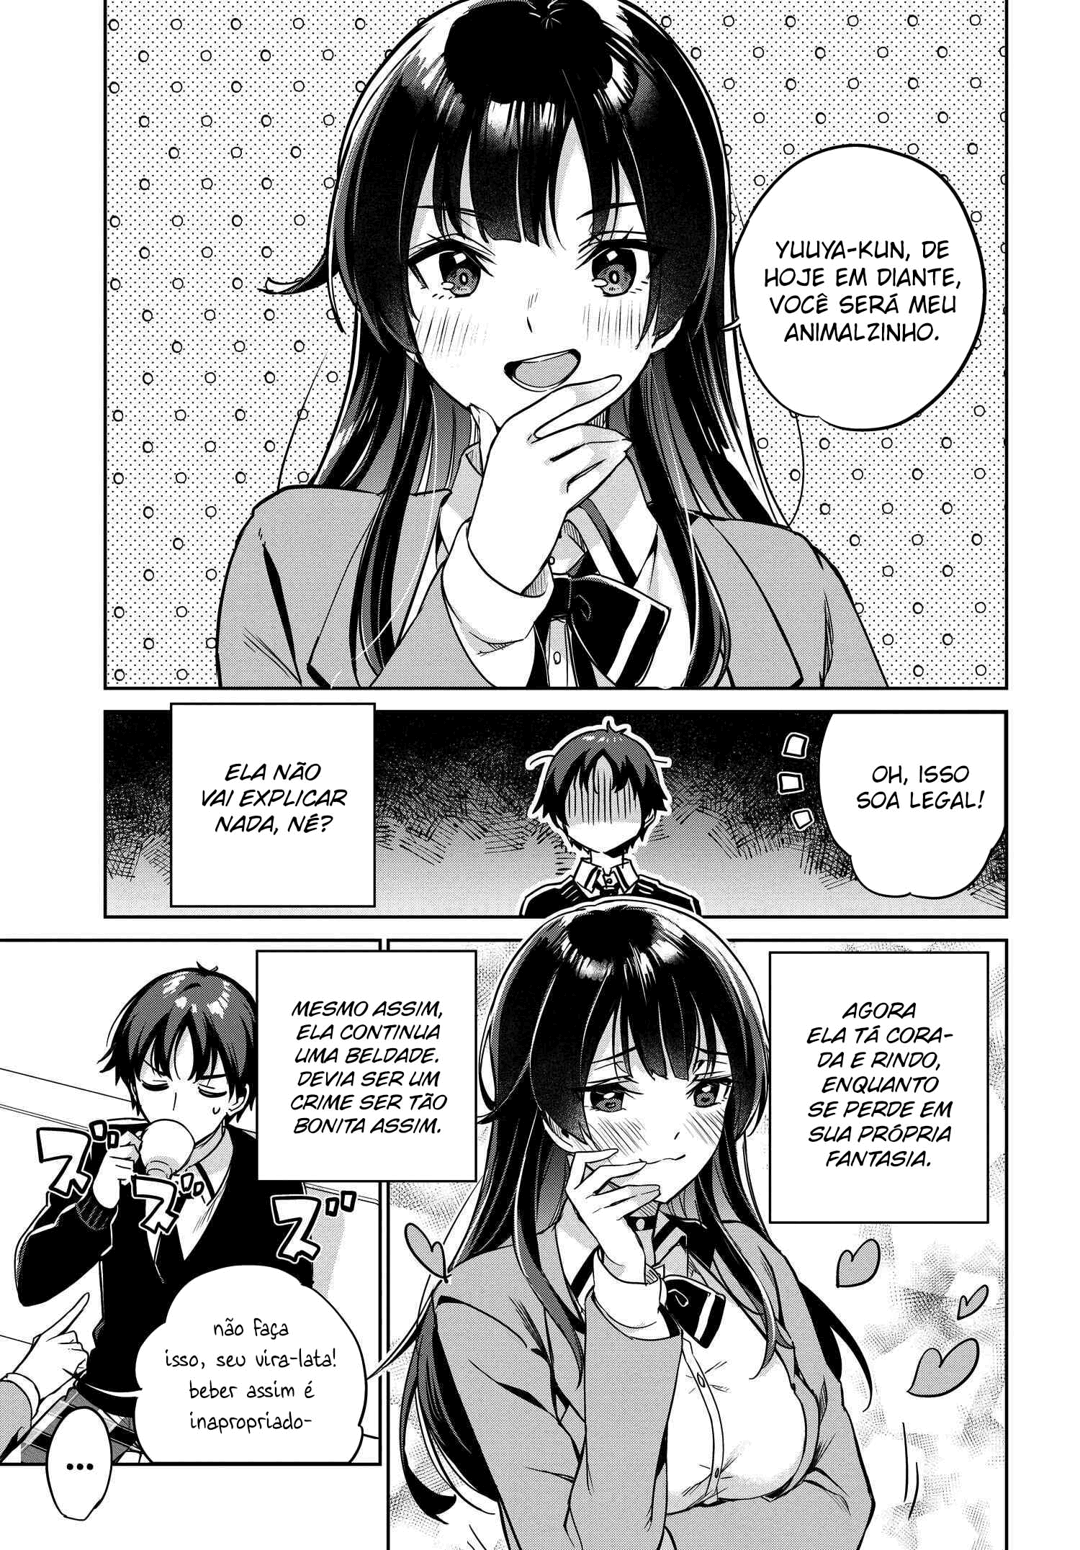 YUUYA-KUN, DE
HOJE EM DIANTE,
VOCÊ SERÁ MEU
ANIMALZINHO.
OH, ISSO
SOA LEGAL!
ELA NÃO
VAI EXPLICAR
NADA, NÉ?
AGORA
ELA TÁ CORA-
DA E RINDO,
ENQUANTO
SE PERDE EM
SUA PRÓPRIA
FANTASIA.
MESMO ASSIM,
ELA CONTINUA
UMA BELDADE.
DEVIA SER UM
CRIME SER TÃO
BONITA ASSIM.
ズ゛
ズ゛
ズ゛
não faça
isso, seu vira-lata!
beber assim é
inapropriado-
...